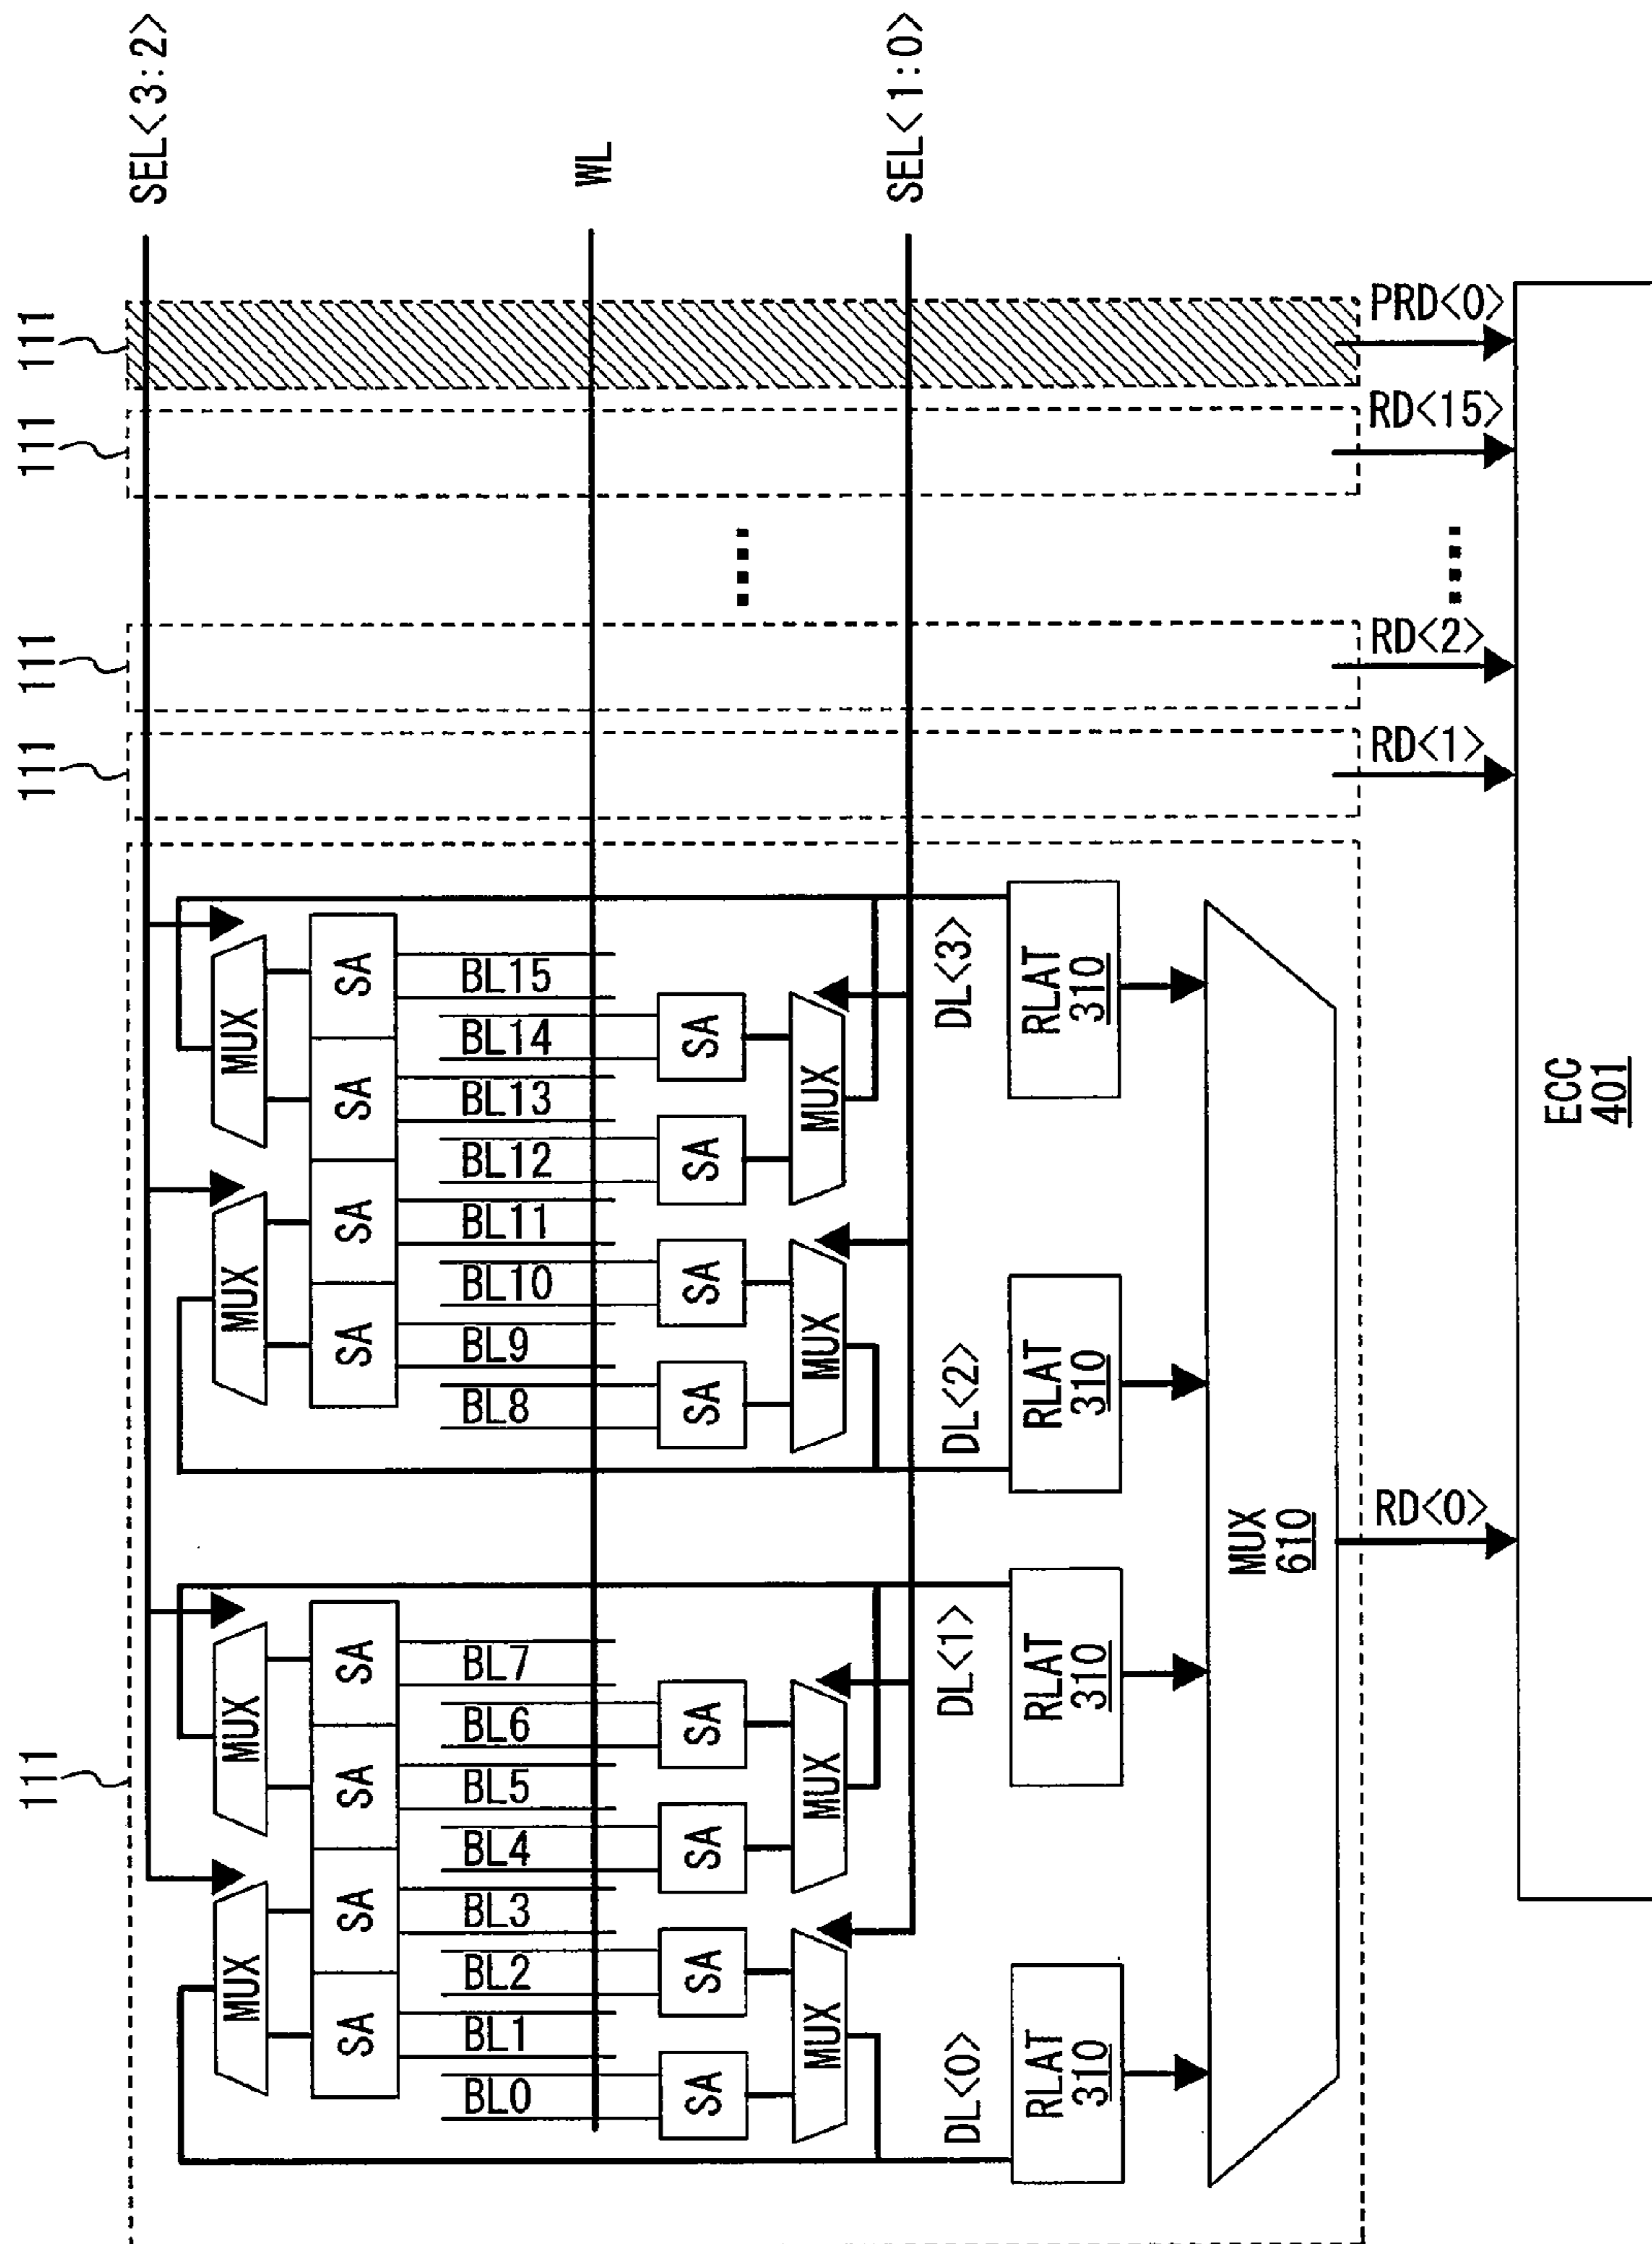 111
111
111
111
111
SEL<3:2>
MUX
MUX
MUX
MUX
SA
SA
SA
SA
SA
SA
SA
SA
BL0
BL1
BL2
BL3
BL4
BL5
BL6
BL7
BL8
BL9
BL10
BL11
BL12
BL13
BL14
BL15
WL
SA
SA
SA
SA
SA
SA
SA
SA
MUX
MUX
MUX
MUX
SEL<1:0>
DL<0>
DL<1>
DL<2>
DL<3>
RLAT
310
RLAT
310
RLAT
310
RLAT
310
MUX
610
RD<0>
RD<1>
RD<2>
RD<15>
PRD<0>
ECC
401